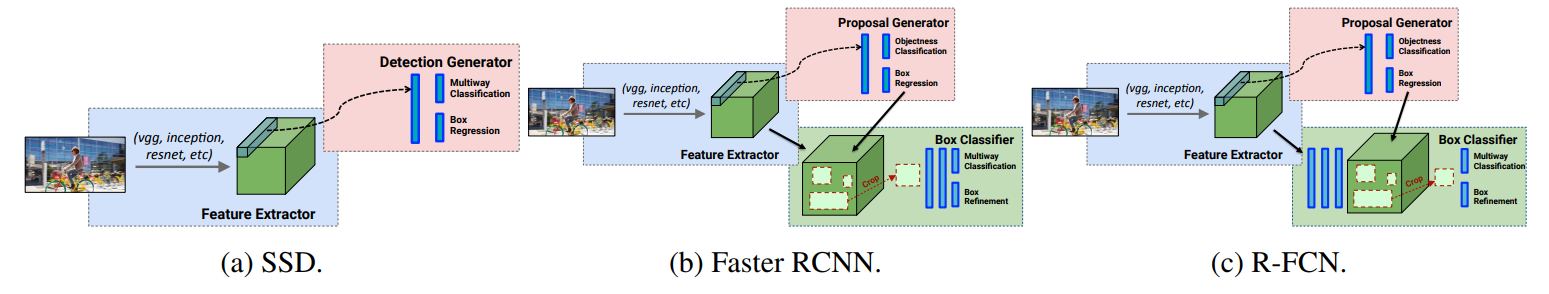 Detection Generator
Multiway
Classification
Box
Regression
(vgg, inception,
resnet, etc)
Feature Extractor
(a) SSD.
Proposal Generator
Objectness
Classification
Box
Regression
(vgg, inception,
resnet, etc)
Feature Extractor
Box Classifier
Multiway
Classification
Crop
Box
Refinement
(b) Faster RCNN.
Proposal Generator
Objectness
Classification
Box
Regression
(vgg, inception,
resnet, etc)
Feature Extractor
Box Classifier
Multiway
Classification
Crop
Box
Refinement
(c) R-FCN.